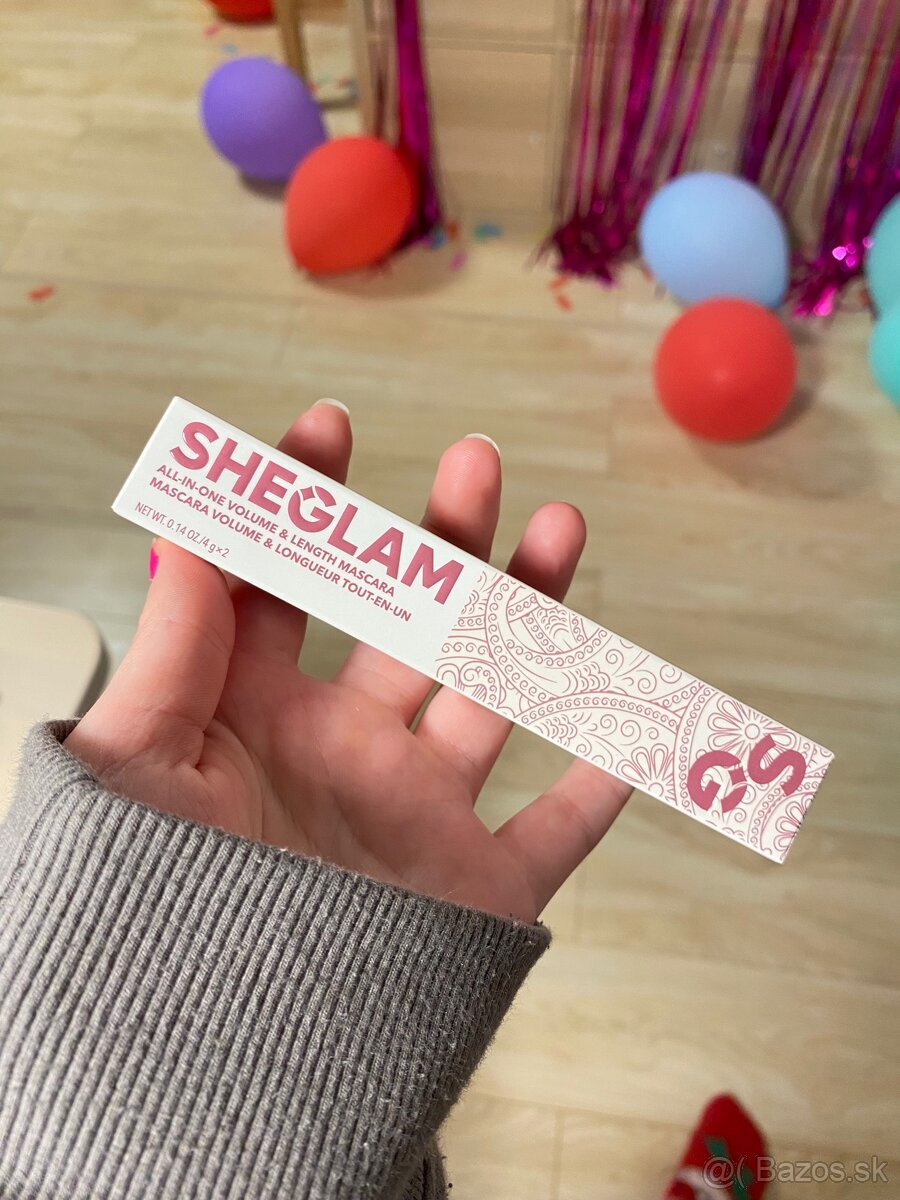 SHEGLAM
ALL-IN-ONE VOLUME & LENGTH MASCARA
MASCARA VOLUME & LONGUEUR TOUT-EN-UN
NET WT. 0.14 OZ./4 g×2
GS
@( Bazos.sk